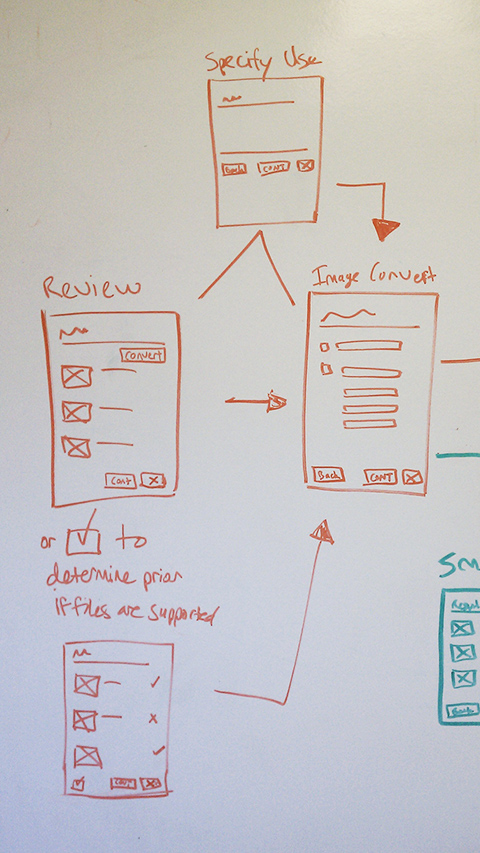 Specify Use
Back CONT X
Image Convert
Review
Convert
Cont X
Back CONT X
or ✓ to
determine prior
if files are supported
✓
x
✓
✓ CONT X
Sm
Back